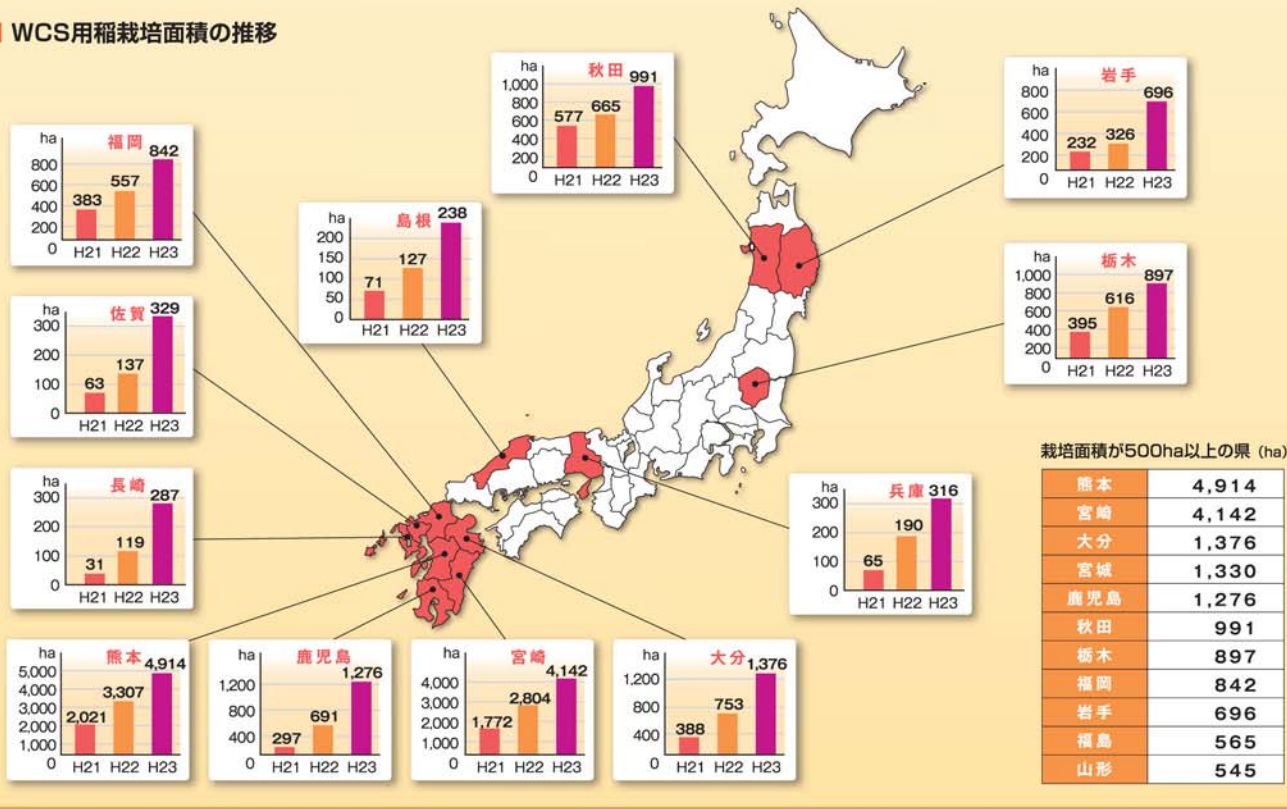 WCS用稲栽培面積の推移
秋田
ha
1,000
800
600
400
200
0
577
665
991
H21 H22 H23
岩手
ha
800
600
400
200
0
232
326
696
H21 H22 H23
福岡
ha
800
600
400
200
0
383
557
842
H21 H22 H23
島根
ha
200
150
100
50
0
71
127
238
H21 H22 H23
栃木
ha
1,000
800
600
400
200
0
395
616
897
H21 H22 H23
佐賀
ha
300
200
100
0
63
137
329
H21 H22 H23
長崎
ha
300
200
100
0
31
119
287
H21 H22 H23
兵庫
ha
300
200
100
0
65
190
316
H21 H22 H23
熊本
ha
5,000
4,000
3,000
2,000
1,000
0
2,021
3,307
4,914
H21 H22 H23
鹿児島
ha
1,200
800
400
0
297
691
1,276
H21 H22 H23
宮崎
ha
4,000
3,000
2,000
1,000
0
1,772
2,804
4,142
H21 H22 H23
大分
ha
1,200
800
400
0
388
753
1,376
H21 H22 H23
栽培面積が500ha以上の県 (ha)
熊本 4,914
宮崎 4,142
大分 1,376
宮城 1,330
鹿児島 1,276
秋田 991
栃木 897
福岡 842
岩手 696
福島 565
山形 545